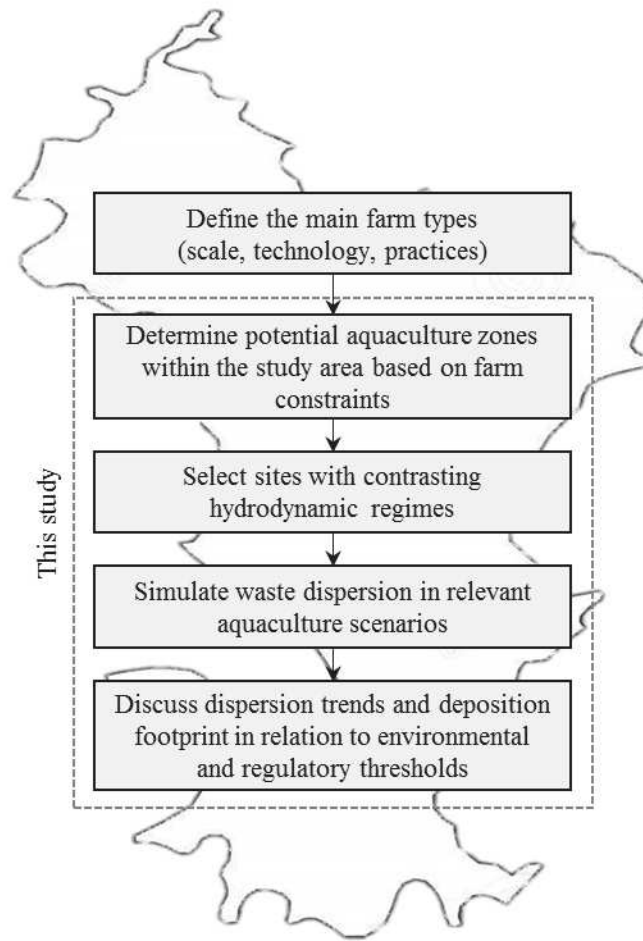 Define the main farm types
(scale, technology, practices)
Determine potential aquaculture zones
within the study area based on farm
constraints
Select sites with contrasting
hydrodynamic regimes
This study
Simulate waste dispersion in relevant
aquaculture scenarios
Discuss dispersion trends and deposition
footprint in relation to environmental
and regulatory thresholds